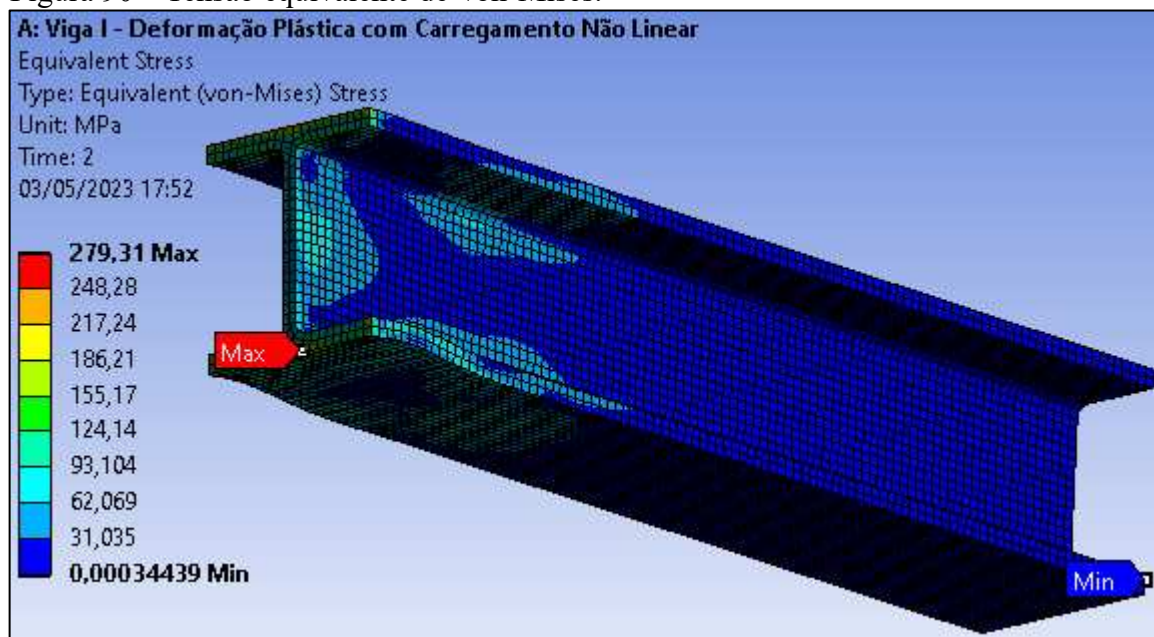 A: Viga I - Deformação Plástica com Carregamento Não Linear
Equivalent Stress
Type: Equivalent (von-Mises) Stress
Unit: MPa
Time: 2
03/05/2023 17:52
279,31 Max
248,28
217,24
186,21
155,17
124,14
93,104
62,069
31,035
0,00034439 Min
Max
Min